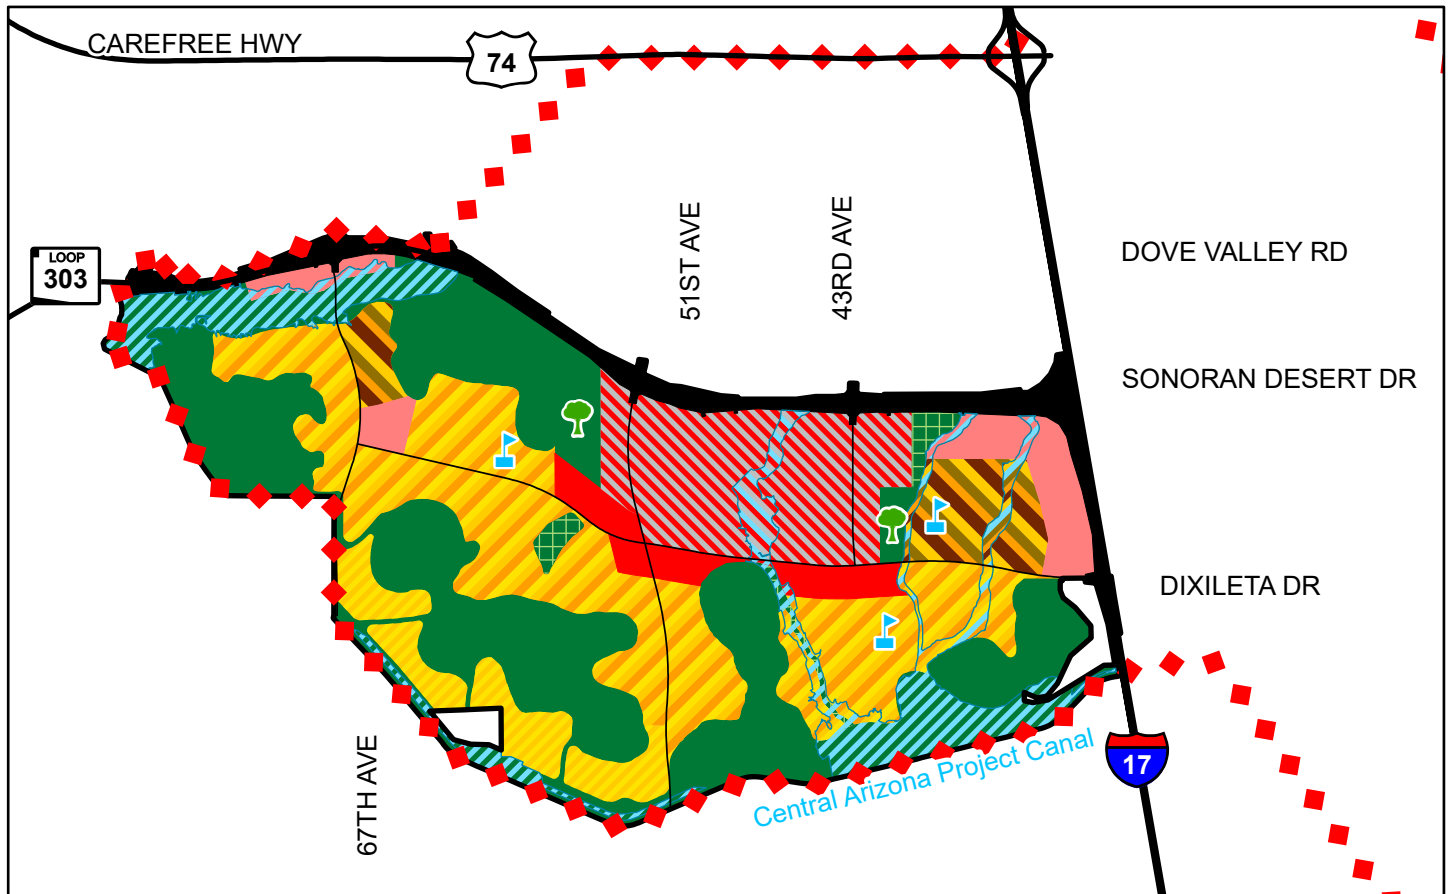 CAREFREE HWY
74
51ST AVE
43RD AVE
DOVE VALLEY RD
LOOP
303
SONORAN DESERT DR
DIXILETA DR
67TH AVE
Central Arizona Project Canal
17